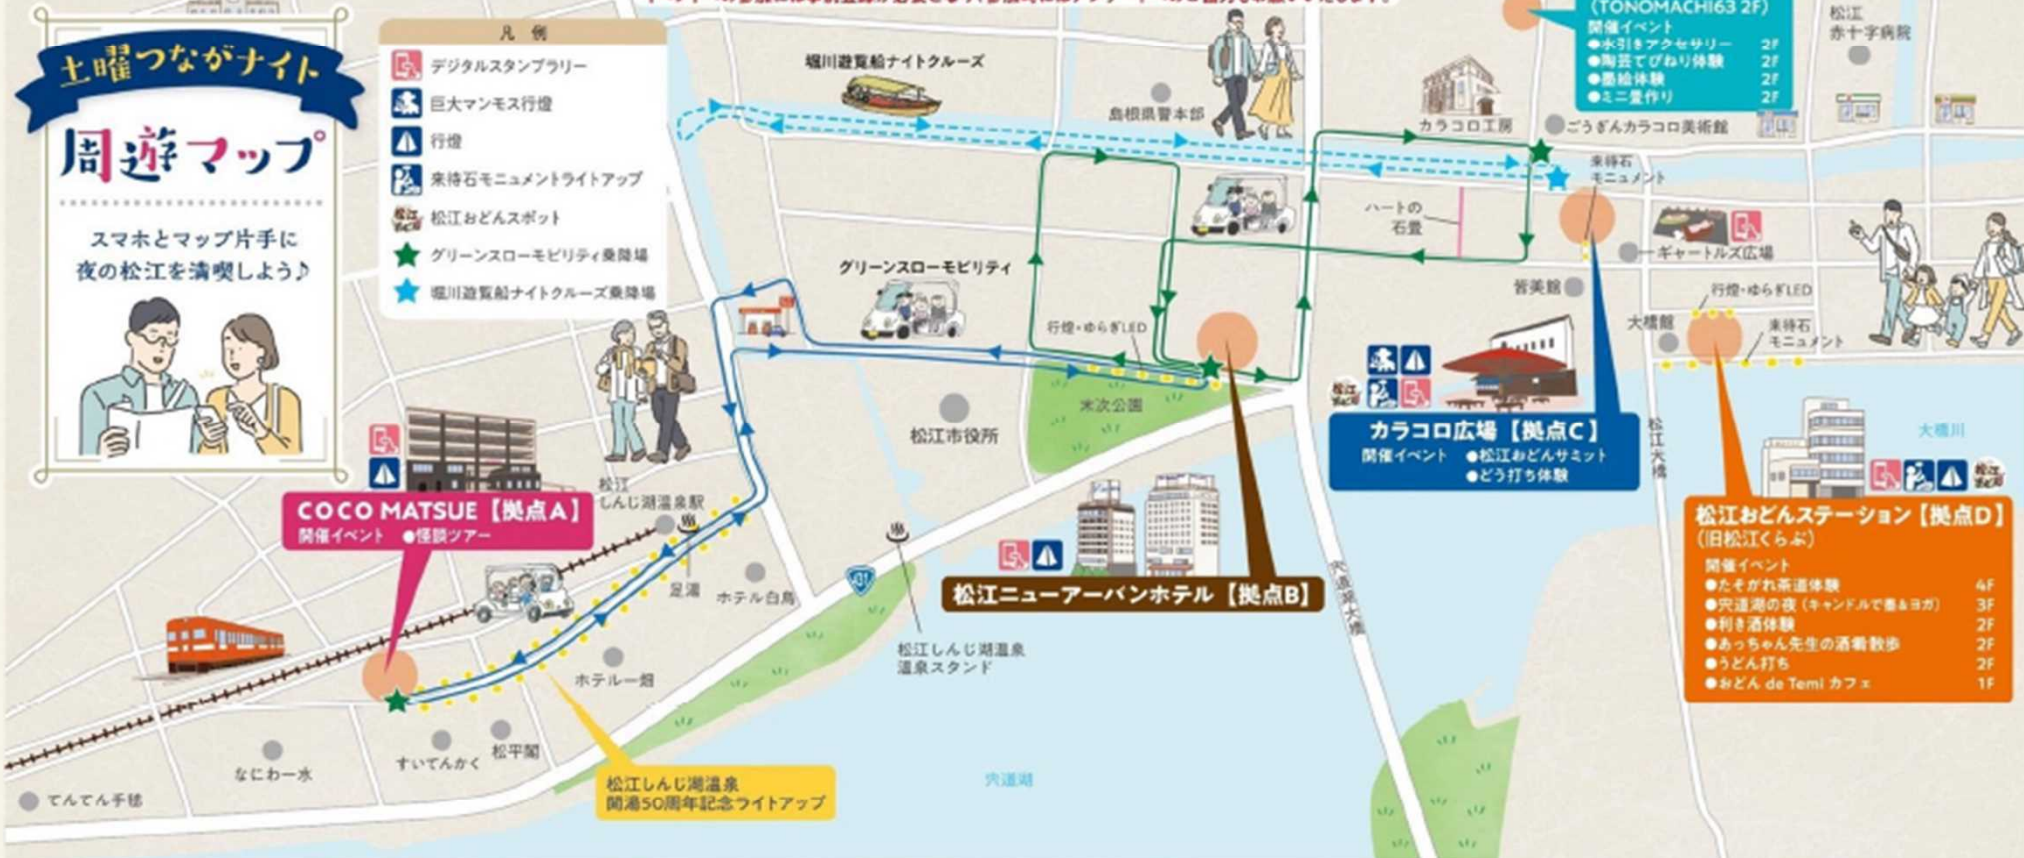 土曜つながナイト
周遊マップ
スマホとマップ片手に
夜の松江を満喫しよう♪
凡例
デジタルスタンプラリー
巨大マンモス行燈
行燈
来待石モニュメントライトアップ
松江おどんスポット
グリーンスローモビリティ乗降場
堀川遊覧船ナイトクルーズ乗降場
堀川遊覧船ナイトクルーズ
島根県警本部
カラコロ工房
ごうぎんカラコロ美術館
(TONOMACHI63 2F)
開催イベント
●水引きアクセサリー 2F
●陶芸てびねり体験 2F
●墨絵体験 2F
●ミニ畳作り 2F
松江
赤十字病院
来待石
モニュメント
ハートの
石畳
ギャートルズ広場
皆美館
行燈・ゆらぎLED
大橋館
来待石
モニュメント
グリーンスローモビリティ
行燈・ゆらぎLED
末次公園
松江市役所
カラコロ広場【拠点C】
開催イベント ●松江おどんサミット
●どう打ち体験
松江大橋
大橋川
松江おどんステーション【拠点D】
(旧松江くらぶ)
開催イベント
●たそがれ茶道体験 4F
●宍道湖の夜(キャンドルで墨&ヨガ) 3F
●利き酒体験 2F
●あっちゃん先生の酒肴散歩 2F
●うどん打ち 2F
●おどん de Temi カフェ 1F
COCO MATSUE【拠点A】
開催イベント ●怪談ツアー
松江
しんじ湖温泉駅
足湯
ホテル白鳥
431
松江ニューアーバンホテル【拠点B】
宍道湖大橋
松江しんじ湖温泉
温泉スタンド
ホテル一畑
松平閣
すいてんかく
なにわ一水
てんてん手毬
松江しんじ湖温泉
開湯50周年記念ライトアップ
宍道湖